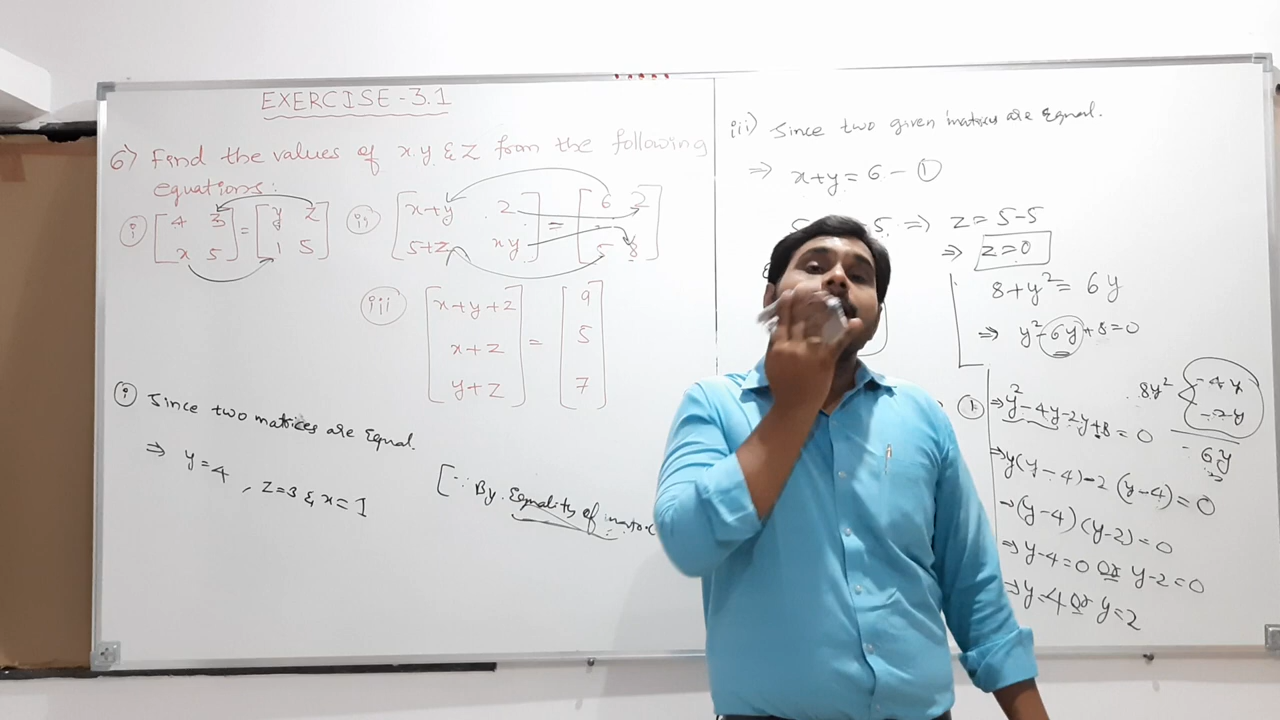 EXERCISE-3.1
6) Find the values of x,y & z from the following
equations:
i) [4 3 = [y z ii) [x+y 2 = [6 2
x 5] 1 5] 5+z xy] 5 8]
iii) [x+y+z = [9
x+z 5
y+z] 7]
i) Since two matrices are Equal.
⇒ y=4, z=3 & x=1
[∵ By Equality of
iii) Since two given matrices are Equal.
⇒ x+y=6 - ①
5 5. ⇒ z=5-5
⇒ z=0
8+y²=6y
⇒ y²-6y+8=0
① ⇒ y²-4y-2y+8=0
8y² < -4y
-2y
-6y
⇒ y(y-4)-2(y-4)=0
⇒ (y-4)(y-2)=0
⇒ y-4=0 Or y-2=0
⇒ y=4 Or y=2